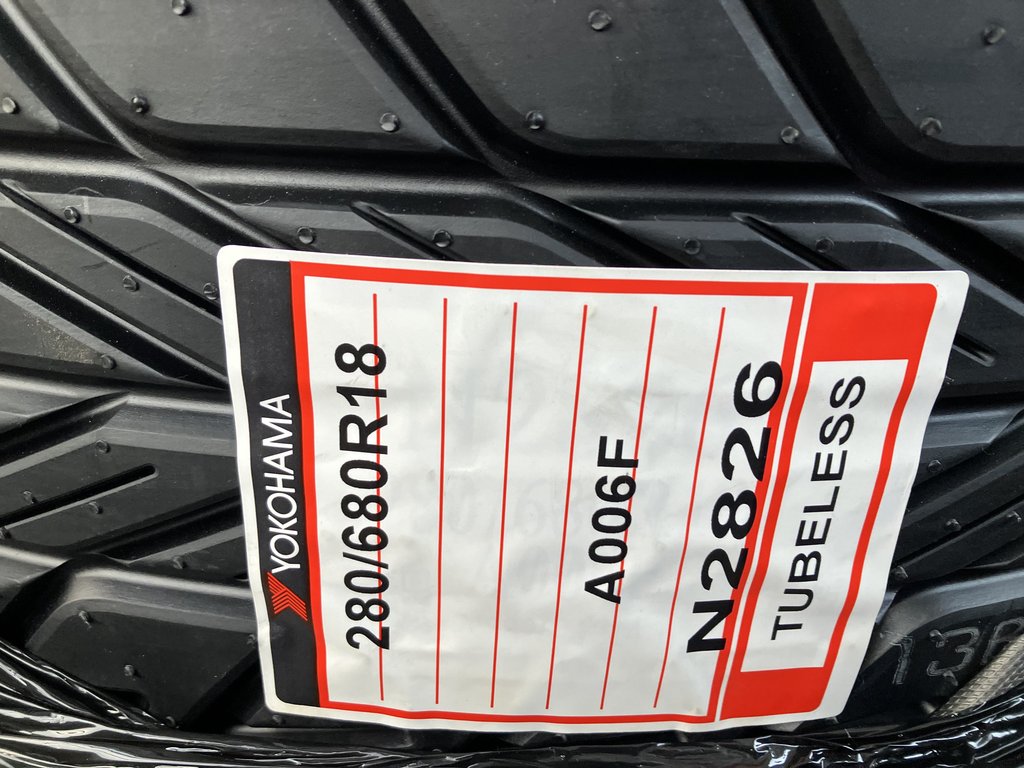 YOKOHAMA
280/680R18
A006F
N2826
TUBELESS